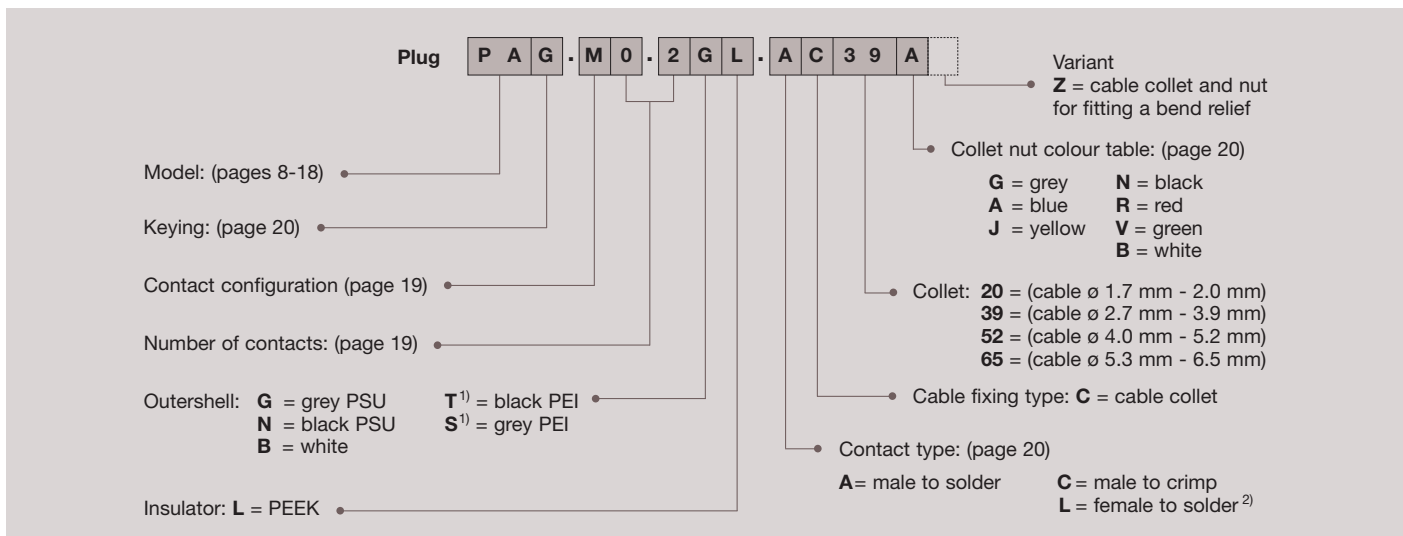 Plug P A G . M 0 . 2 G L . A C 3 9 A
Variant
Z = cable collet and nut
for fitting a bend relief
Collet nut colour table: (page 20)
G = grey N = black
A = blue R = red
J = yellow V = green
B = white
Model: (pages 8-18)
Keying: (page 20)
Contact configuration (page 19)
Collet: 20 = (cable ø 1.7 mm - 2.0 mm)
39 = (cable ø 2.7 mm - 3.9 mm)
52 = (cable ø 4.0 mm - 5.2 mm)
65 = (cable ø 5.3 mm - 6.5 mm)
Number of contacts: (page 19)
Outershell: G = grey PSU T1) = black PEI
N = black PSU S1) = grey PEI
B = white
Cable fixing type: C = cable collet
Contact type: (page 20)
A= male to solder C = male to crimp
L = female to solder 2)
Insulator: L = PEEK